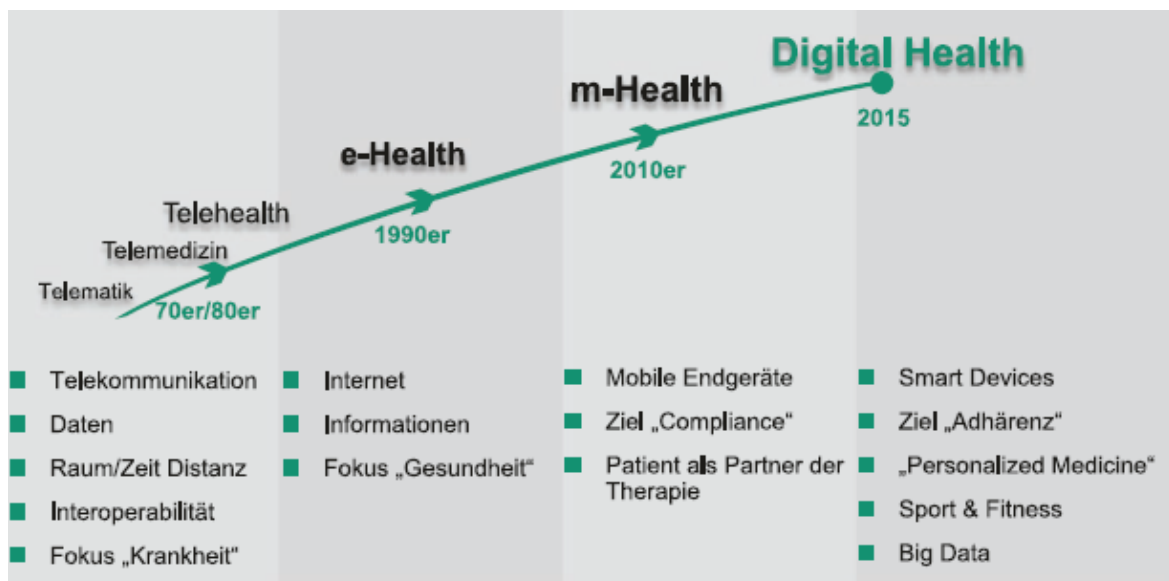 Digital Health
2015
m-Health
2010er
e-Health
1990er
Telehealth
Telemedizin
Telematik
70er/80er
Telekommunikation
Daten
Raum/Zeit Distanz
Interoperabilität
Fokus „Krankheit“
Internet
Informationen
Fokus „Gesundheit“
Mobile Endgeräte
Ziel „Compliance“
Patient als Partner der
Therapie
Smart Devices
Ziel „Adhärenz“
„Personalized Medicine“
Sport & Fitness
Big Data